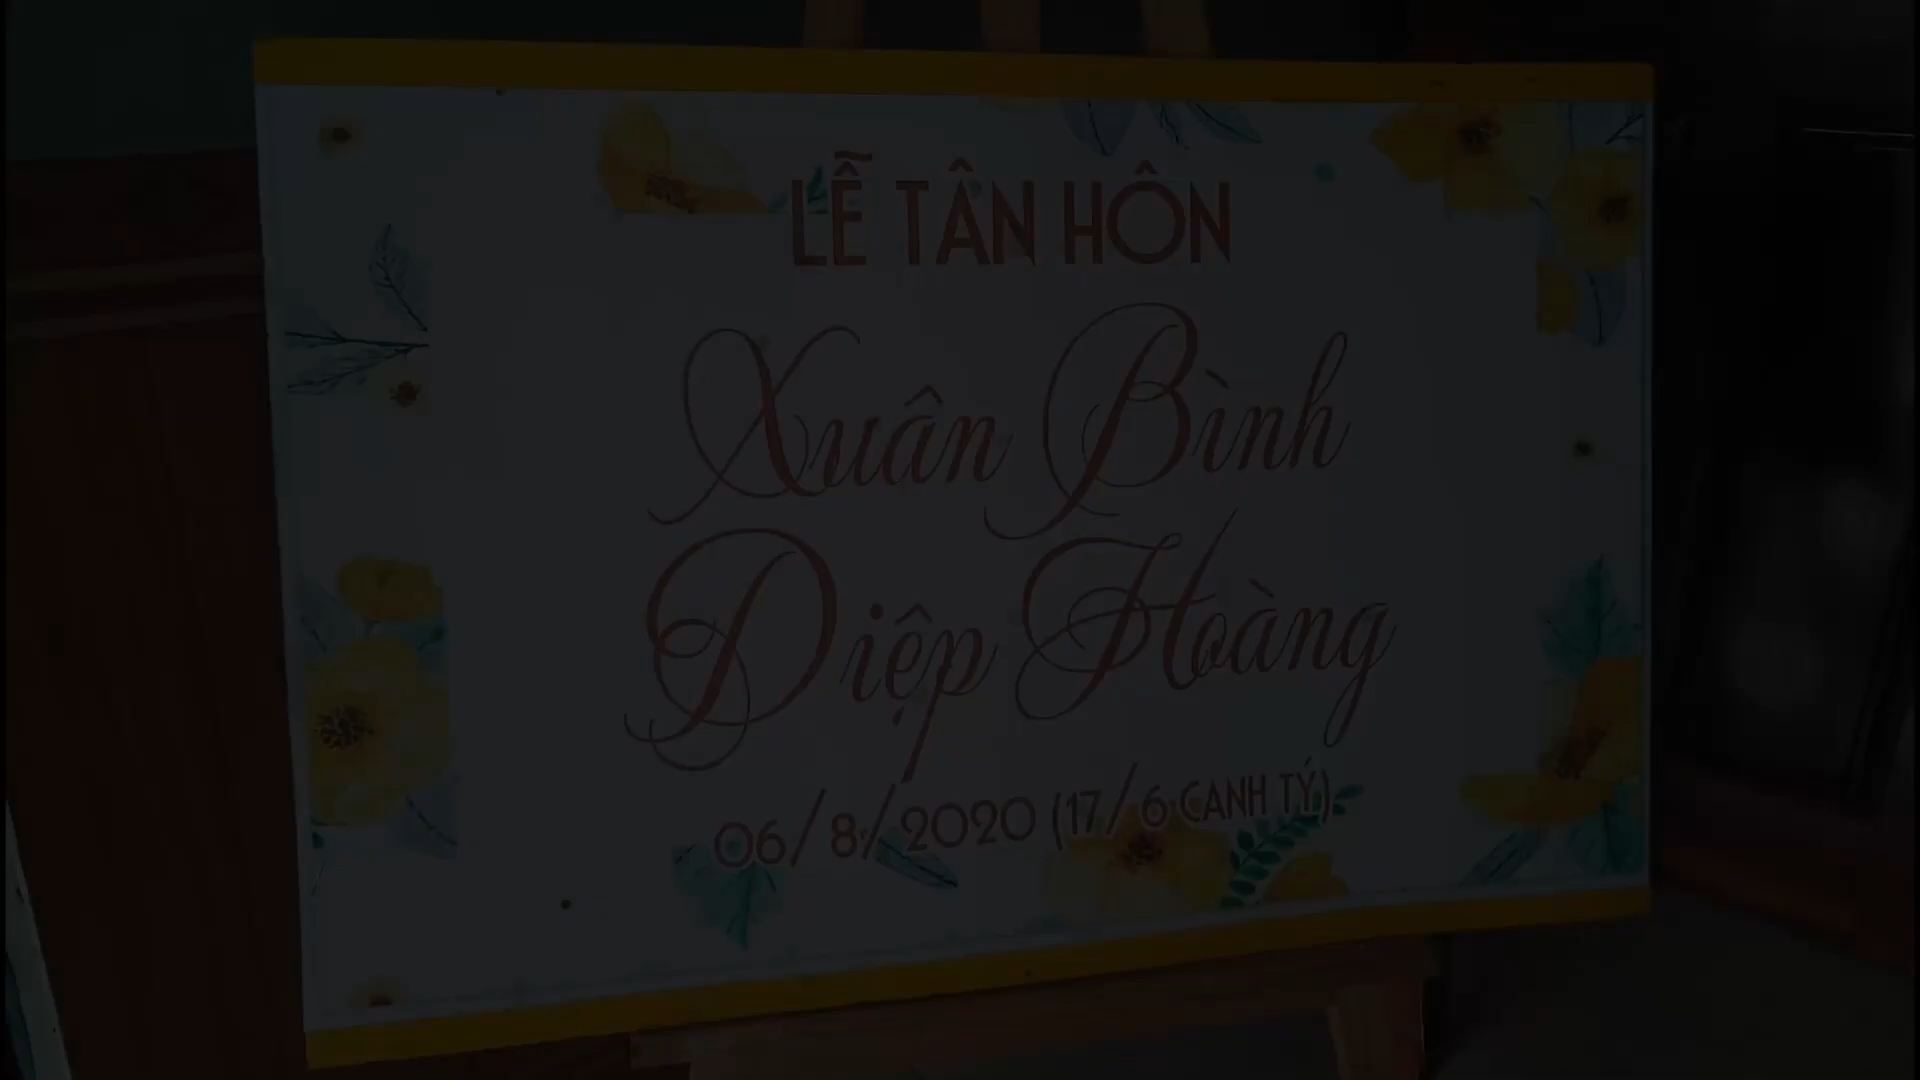 LỄ TÂN HÔN
Xuân Bình
Diệp Hoàng
06/8/2020 (17/6 CANH TÝ)